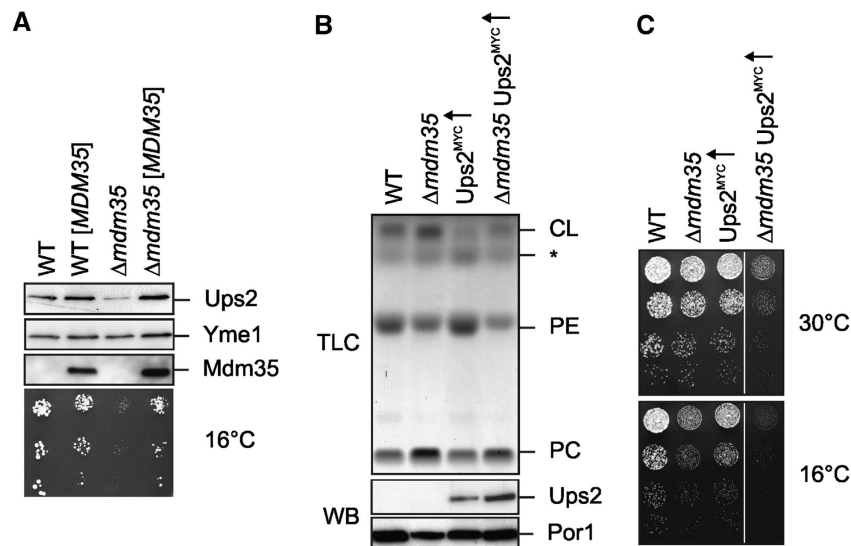 A
WT
WT [MDM35]
Δmdm35
Δmdm35 [MDM35]
Ups2
Yme1
Mdm35
16°C
B
WT
Δmdm35
Ups2MYC ↑
Δmdm35 Ups2MYC ↑
TLC
CL
*
PE
PC
WB
Ups2
Por1
C
WT
Δmdm35
Ups2MYC ↑
Δmdm35 Ups2MYC ↑
30°C
16°C